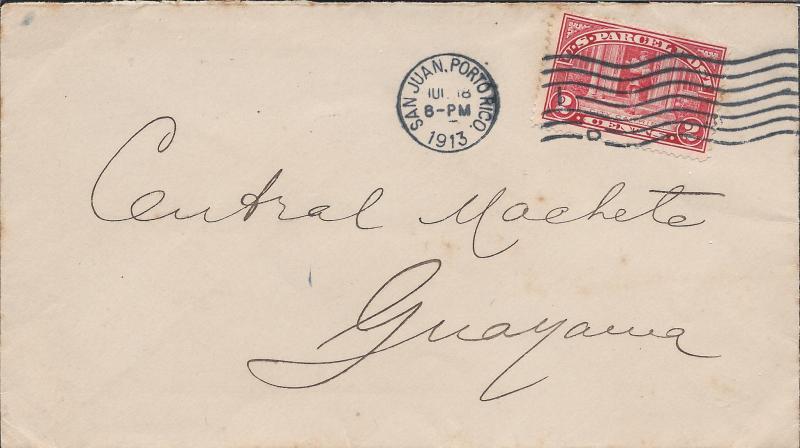 SAN JUAN, PORTO RICO.
JUL 18
8-PM
1913
U.S. PARCEL POST
2 CENTS 2
Central Machete
Guayama